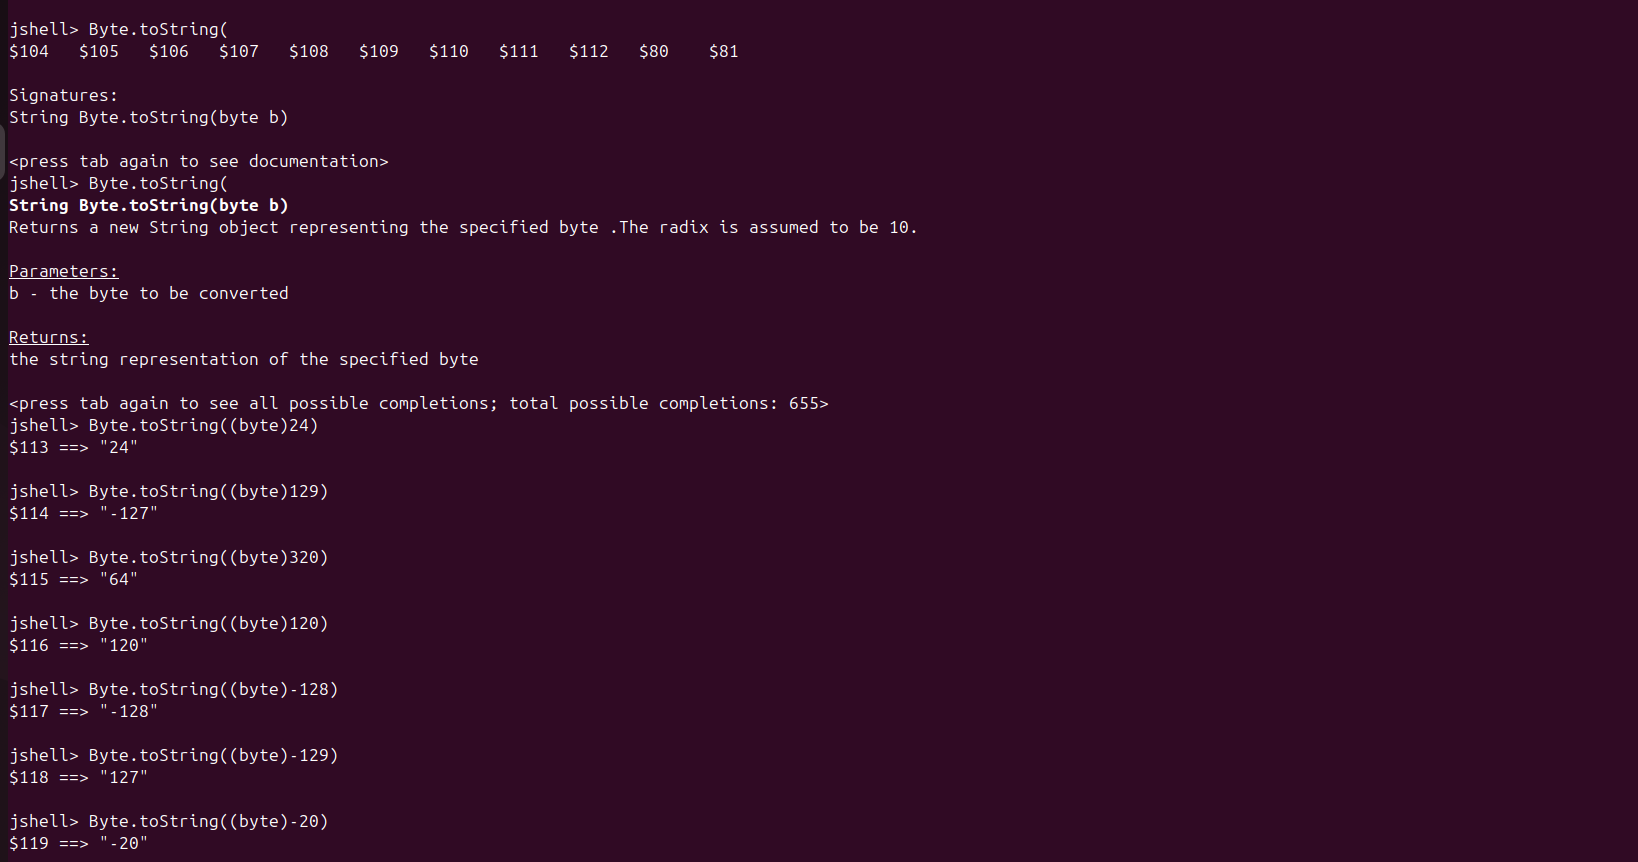 jshell> Byte.toString(
$104   $105   $106   $107   $108   $109   $110   $111   $112   $80    $81
Signatures:
String Byte.toString(byte b)
<press tab again to see documentation>
jshell> Byte.toString(
String Byte.toString(byte b)
Returns a new String object representing the specified byte .The radix is assumed to be 10.
Parameters:
b - the byte to be converted
Returns:
the string representation of the specified byte
<press tab again to see all possible completions; total possible completions: 655>
jshell> Byte.toString((byte)24)
$113 ==> "24"
jshell> Byte.toString((byte)129)
$114 ==> "-127"
jshell> Byte.toString((byte)320)
$115 ==> "64"
jshell> Byte.toString((byte)120)
$116 ==> "120"
jshell> Byte.toString((byte)-128)
$117 ==> "-128"
jshell> Byte.toString((byte)-129)
$118 ==> "127"
jshell> Byte.toString((byte)-20)
$119 ==> "-20"